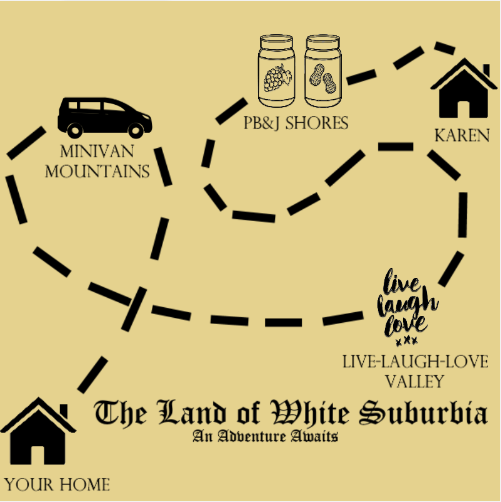 PB&J SHORES
KAREN
MINIVAN
MOUNTAINS
live
laugh
love
xxx
LIVE-LAUGH-LOVE
VALLEY
The Land of White Suburbia
An Adventure Awaits
YOUR HOME